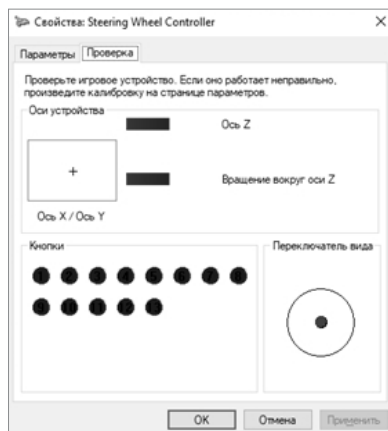 Свойства: Steering Wheel Controller
Параметры Проверка
Проверьте игровое устройство. Если оно работает неправильно,
произведите калибровку на странице параметров.
Оси устройства
Ось Z
Вращение вокруг оси Z
Ось X / Ось Y
Кнопки
Переключатель вида
OK Отмена Применить